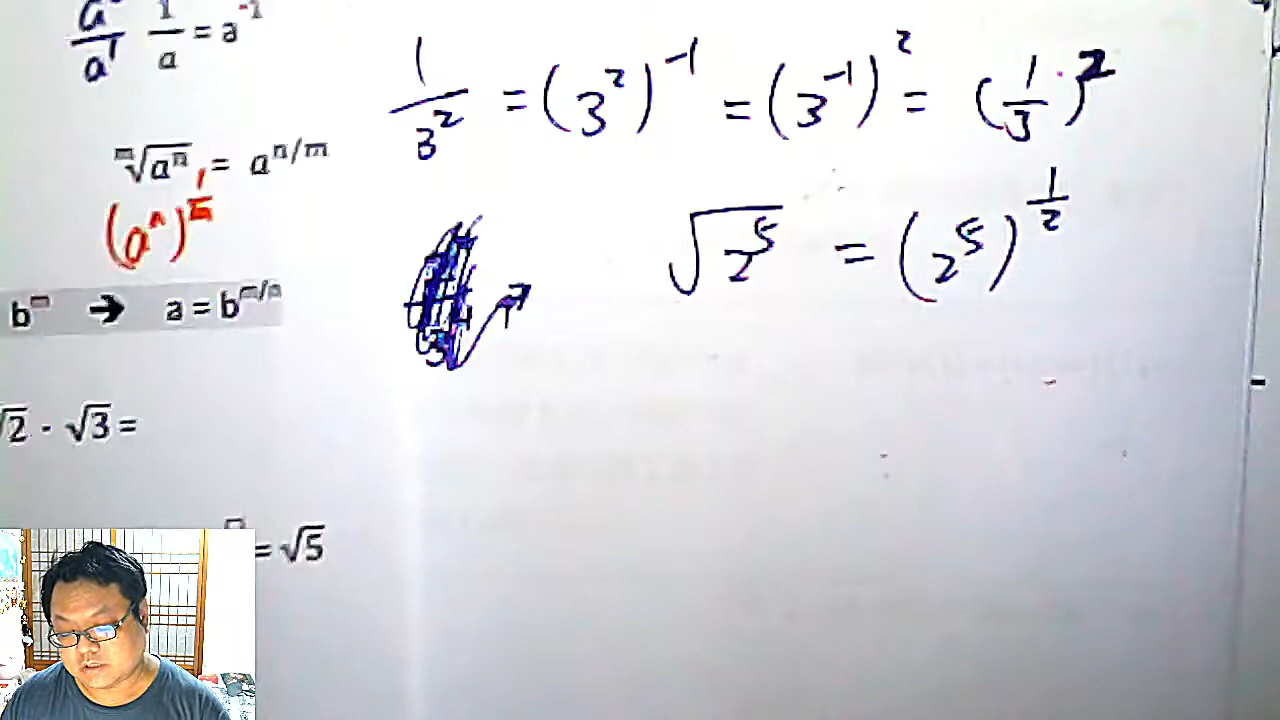 a/a¹ 1/a = a⁻¹
1/3² = (3²)⁻¹ = (3⁻¹)² = (1/3)²
ᵐ√aⁿ = a^(n/m)
(aⁿ)^(1/m)
√2⁵ = (2⁵)^(1/2)
bᵐ → a = b^(m/n)
√2 · √3 =
= √5